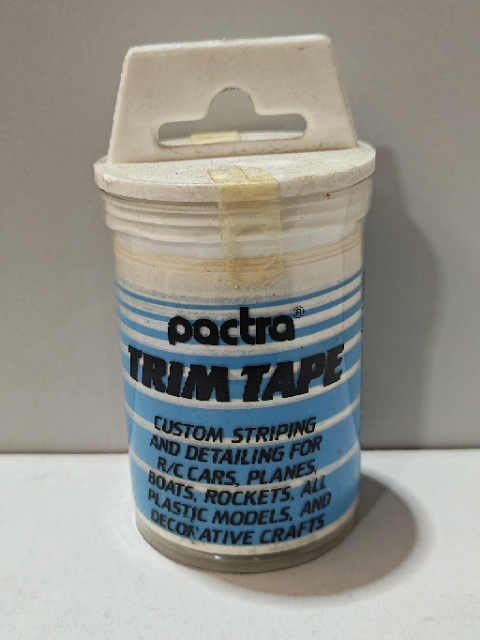 pactra®
TRIM TAPE
CUSTOM STRIPING
AND DETAILING FOR
R/C CARS, PLANES,
BOATS, ROCKETS, ALL
PLASTIC MODELS, AND
DECORATIVE CRAFTS